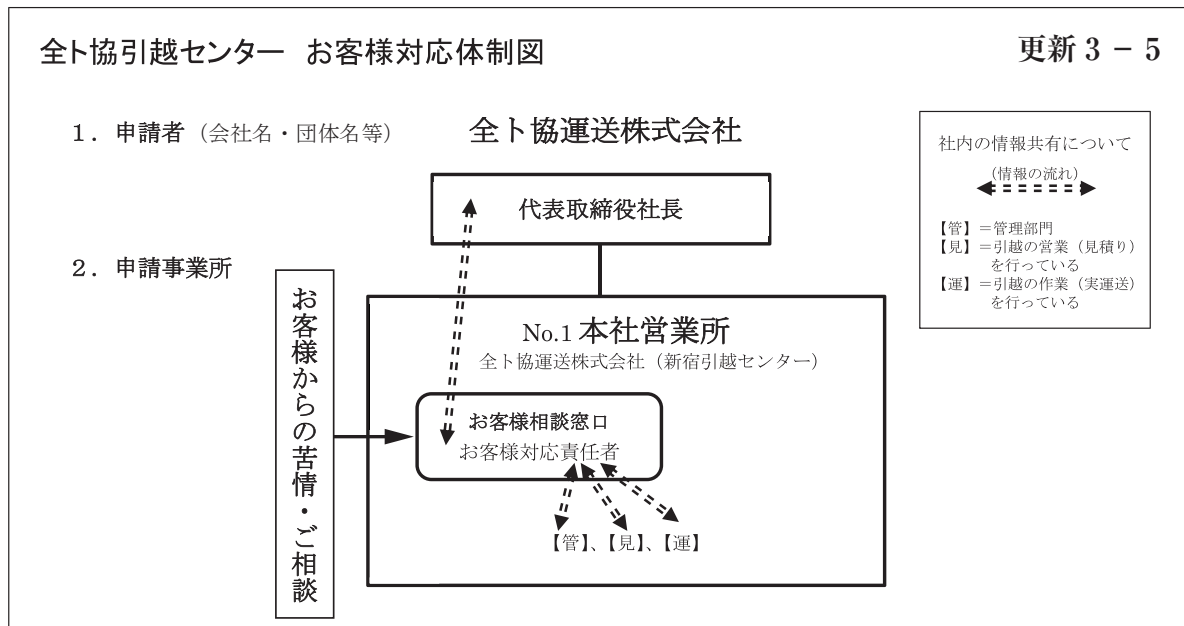 全ト協引越センター お客様対応体制図
更新3－5
1．申請者（会社名・団体名等）
全ト協運送株式会社
代表取締役社長
2．申請事業所
お客様からの苦情・ご相談
No.1 本社営業所
全ト協運送株式会社（新宿引越センター）
お客様相談窓口
お客様対応責任者
【管】、【見】、【運】
社内の情報共有について
(情報の流れ)
【管】＝管理部門
【見】＝引越の営業（見積り）
を行っている
【運】＝引越の作業（実運送）
を行っている